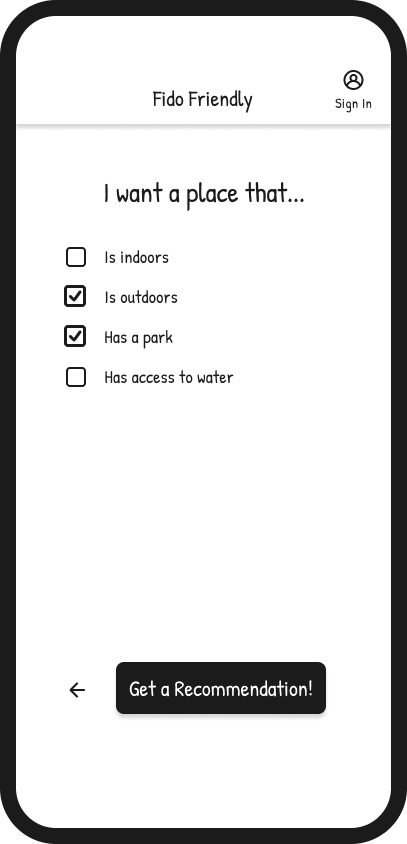 Sign In
Fido Friendly
I want a place that...
Is indoors
Is outdoors
Has a park
Has access to water
Get a Recommendation!